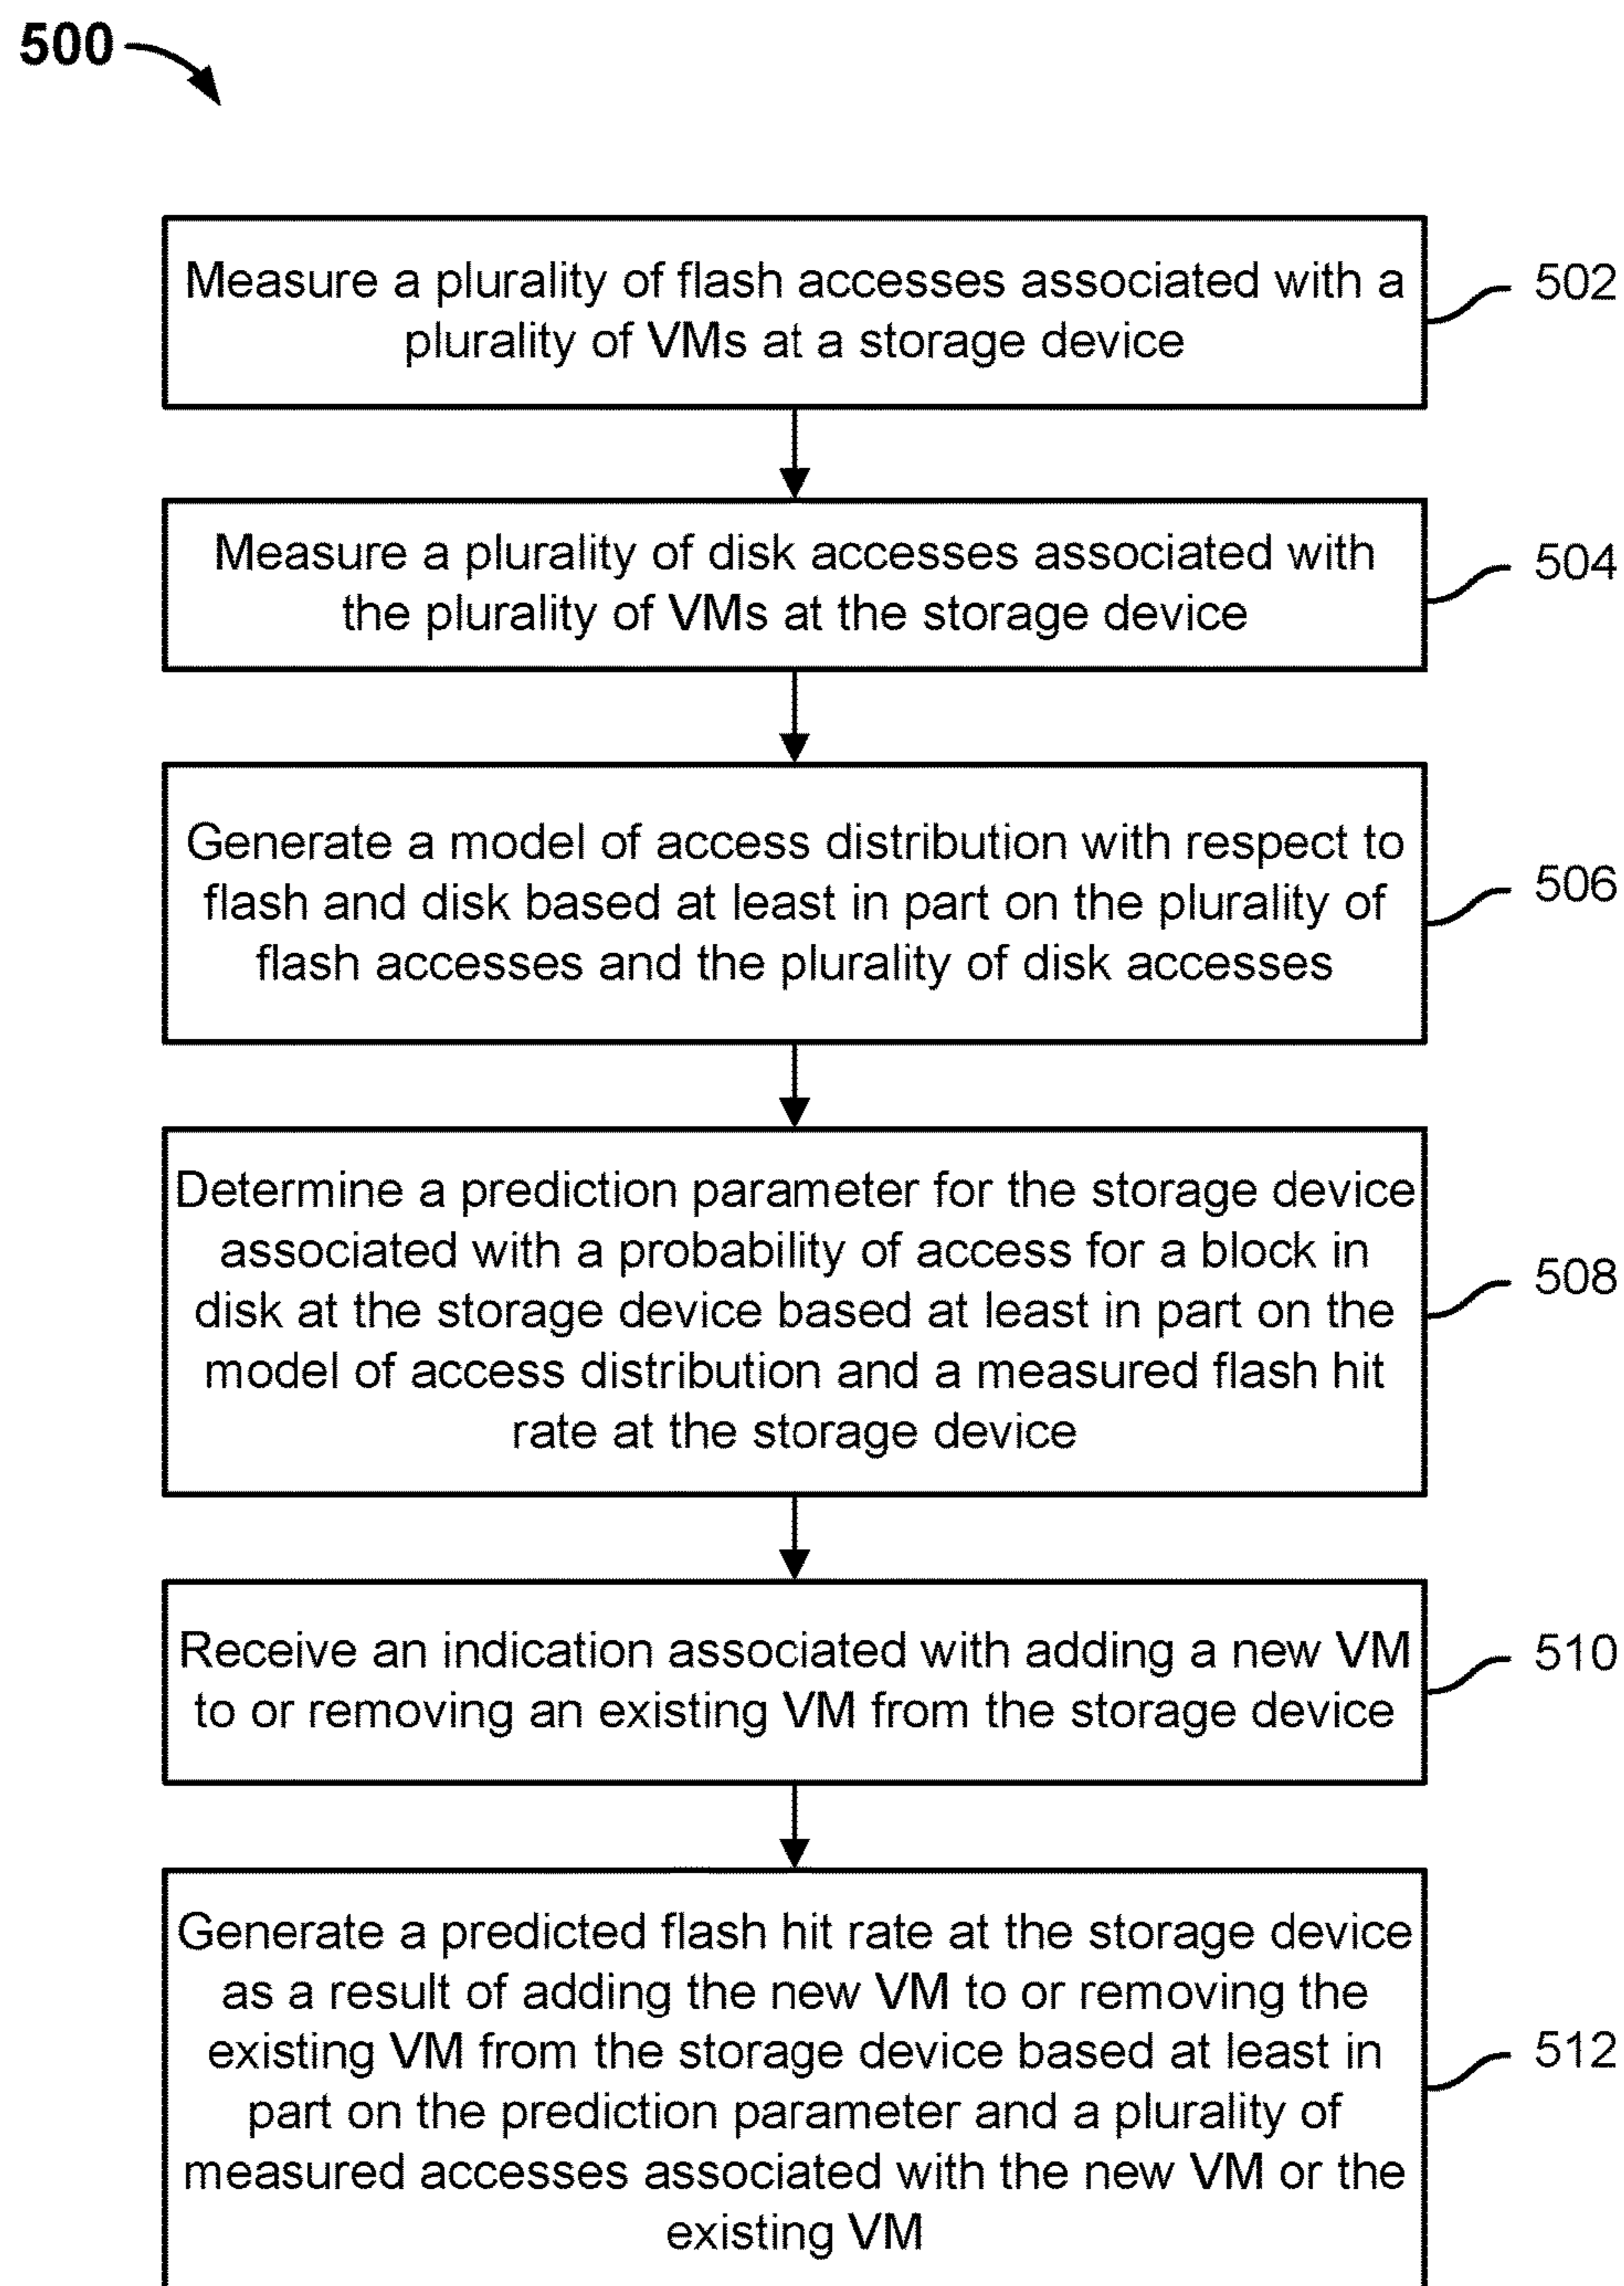 500
Measure a plurality of flash accesses associated with a
plurality of VMs at a storage device
502
Measure a plurality of disk accesses associated with
the plurality of VMs at the storage device
504
Generate a model of access distribution with respect to
flash and disk based at least in part on the plurality of
flash accesses and the plurality of disk accesses
506
Determine a prediction parameter for the storage device
associated with a probability of access for a block in
disk at the storage device based at least in part on the
model of access distribution and a measured flash hit
rate at the storage device
508
Receive an indication associated with adding a new VM
to or removing an existing VM from the storage device
510
Generate a predicted flash hit rate at the storage device
as a result of adding the new VM to or removing the
existing VM from the storage device based at least in
part on the prediction parameter and a plurality of
measured accesses associated with the new VM or the
existing VM
512